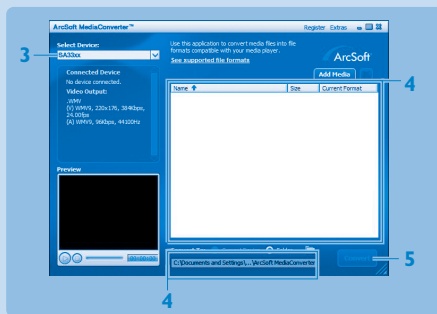 ArcSoft MediaConverter™
Register Extras
Select Device:
SA33xx
Use this application to convert media files into file
formats compatible with your media player.
See supported file formats
ArcSoft
3
Connected Device
No device connected.
Video Output:
.WMV
(V) WMV9, 220x176, 384kbps,
24.00fps
(A) WMV9, 96kbps, 44100Hz
Add Media
4
Name
Size
Current Format
Preview
00:00:00
C:\Documents and Settings\,...\ArcSoft MediaConverter
Convert
5
4